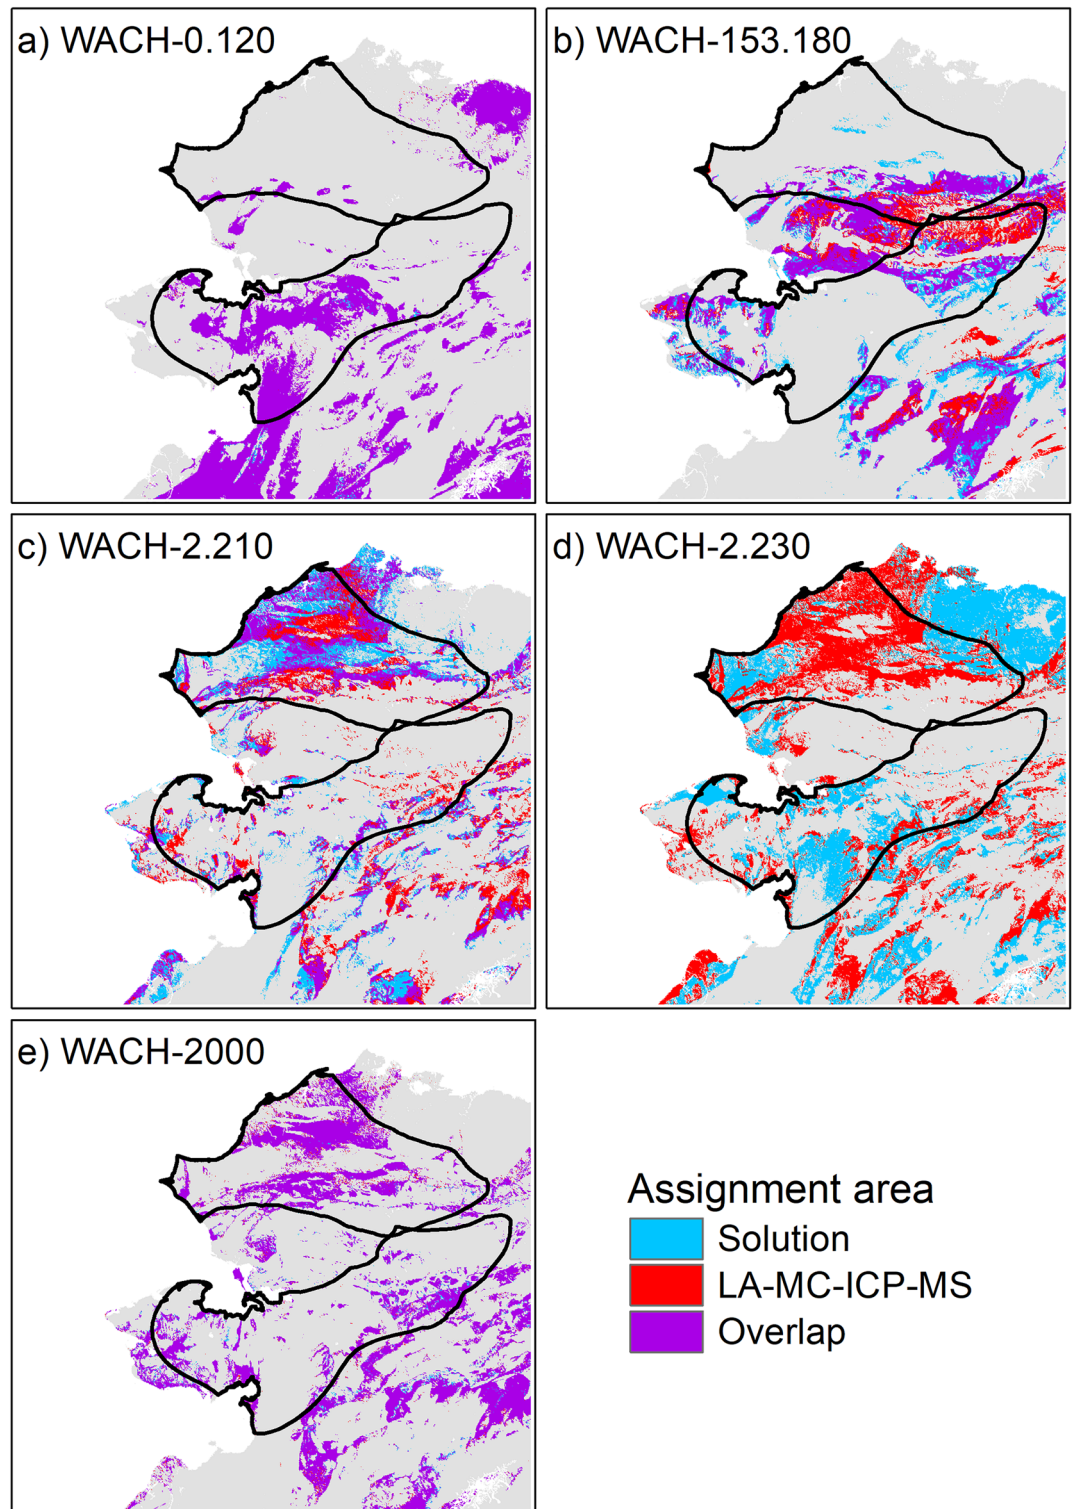 a) WACH-0.120
b) WACH-153.180
c) WACH-2.210
d) WACH-2.230
e) WACH-2000
Assignment area
Solution
LA-MC-ICP-MS
Overlap